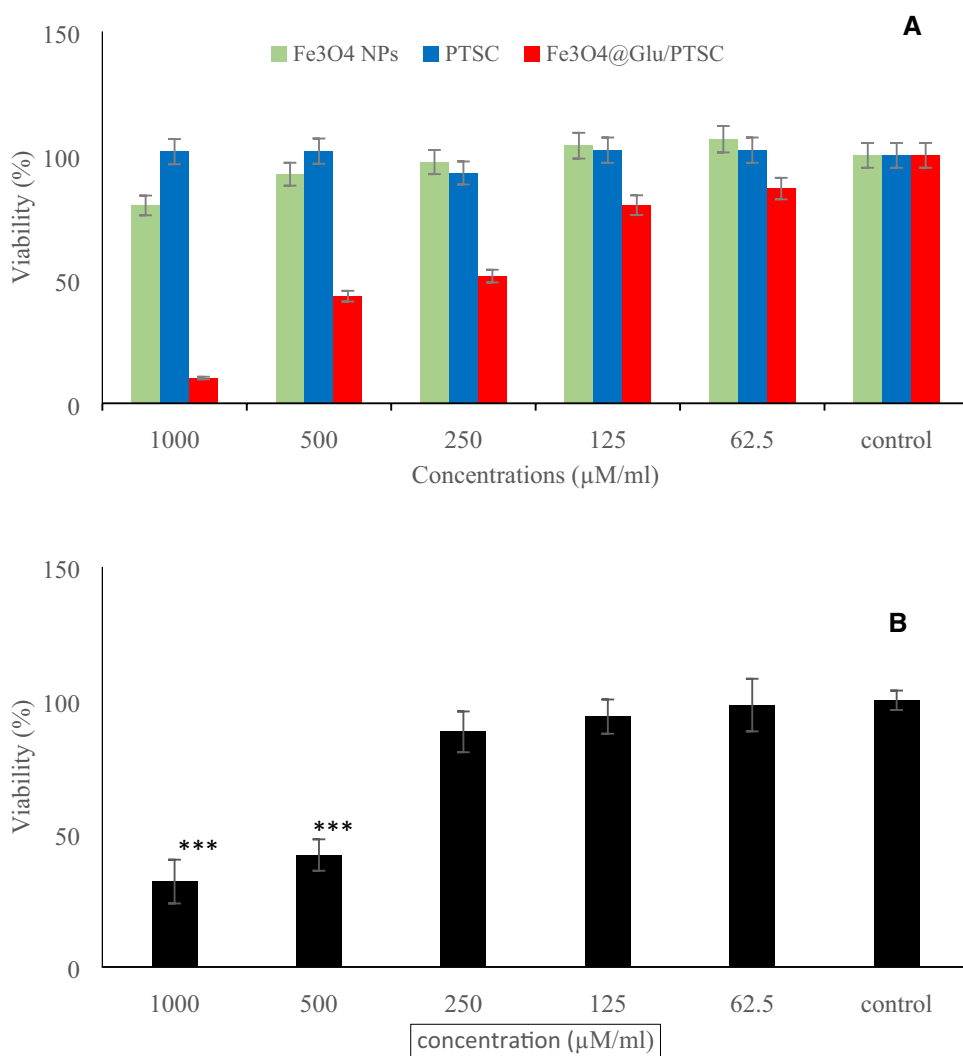 A
Fe3O4 NPs PTSC Fe3O4@Glu/PTSC
150
100
50
0
Viability (%)
1000 500 250 125 62.5 control
Concentrations (µM/ml)
B
150
100
50
0
Viability (%)
*** ***
1000 500 250 125 62.5 control
concentration (µM/ml)